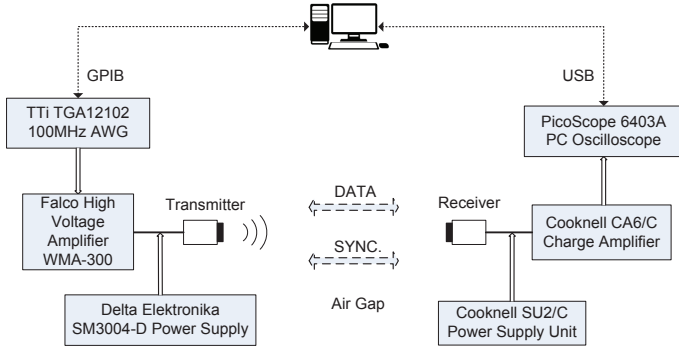 GPIB
USB
TTi TGA12102
100MHz AWG
PicoScope 6403A
PC Oscilloscope
Falco High
Voltage
Amplifier
WMA-300
Transmitter
DATA
Receiver
Cooknell CA6/C
Charge Amplifier
SYNC.
Delta Elektronika
SM3004-D Power Supply
Air Gap
Cooknell SU2/C
Power Supply Unit